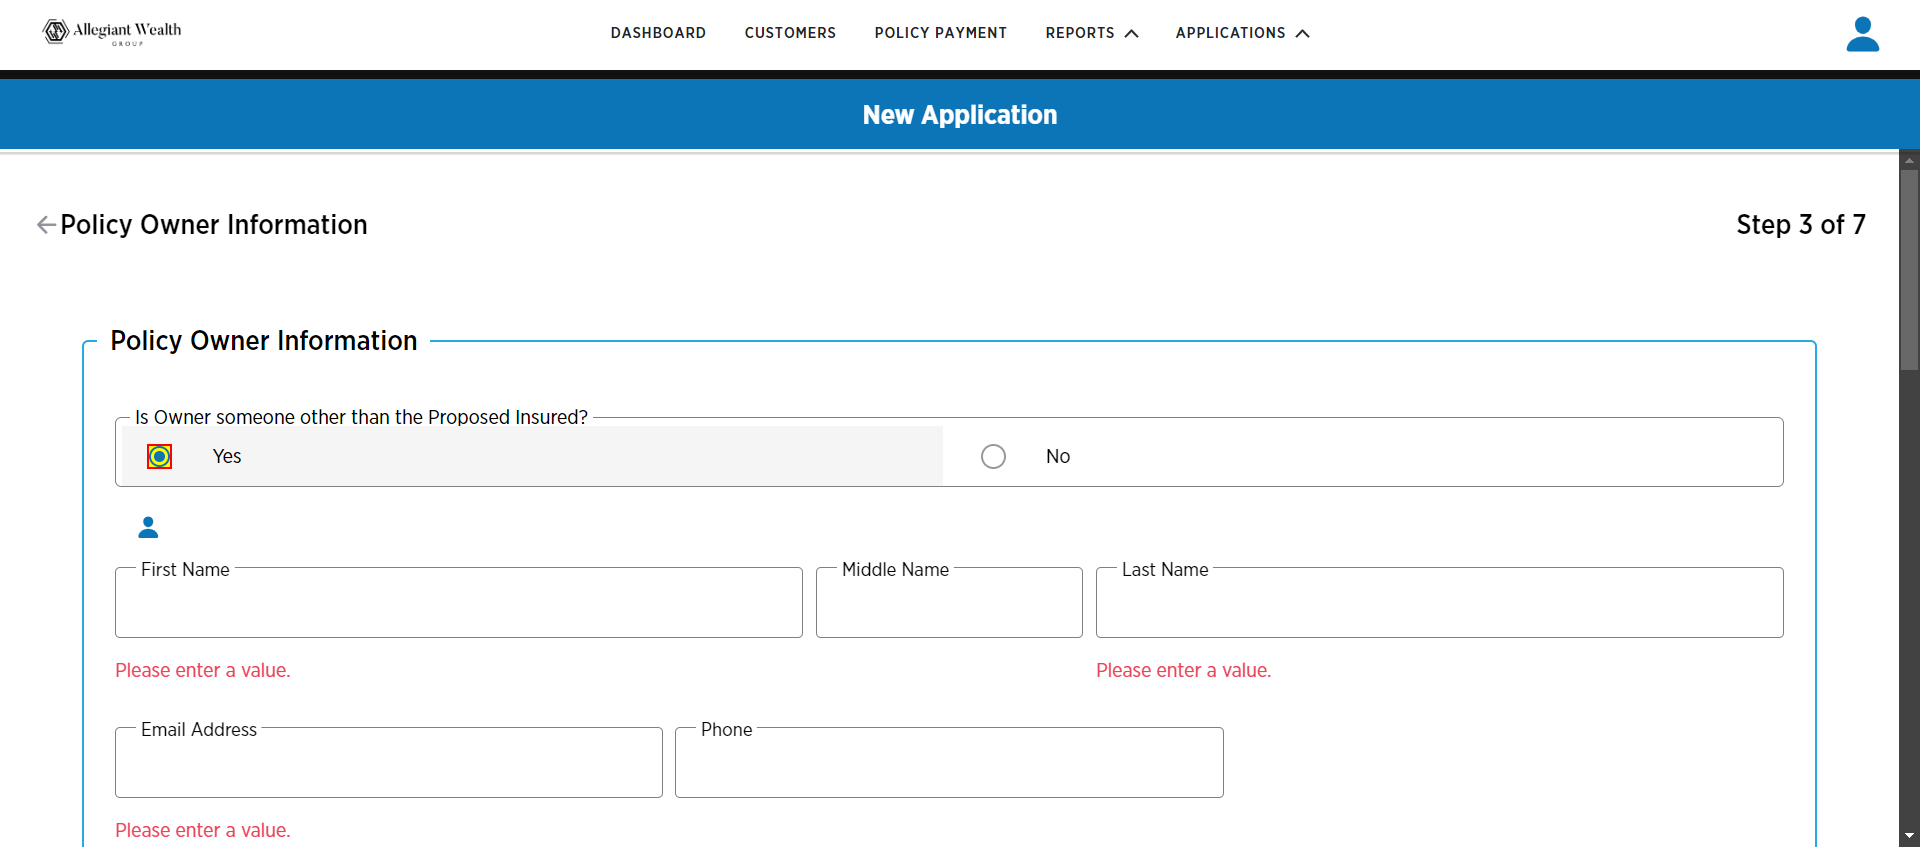 Allegiant Wealth
GROUP
DASHBOARD CUSTOMERS POLICY PAYMENT REPORTS APPLICATIONS
New Application
Policy Owner Information
Step 3 of 7
Policy Owner Information
Is Owner someone other than the Proposed Insured?
Yes No
First Name Middle Name Last Name
Please enter a value. Please enter a value.
Email Address Phone
Please enter a value.